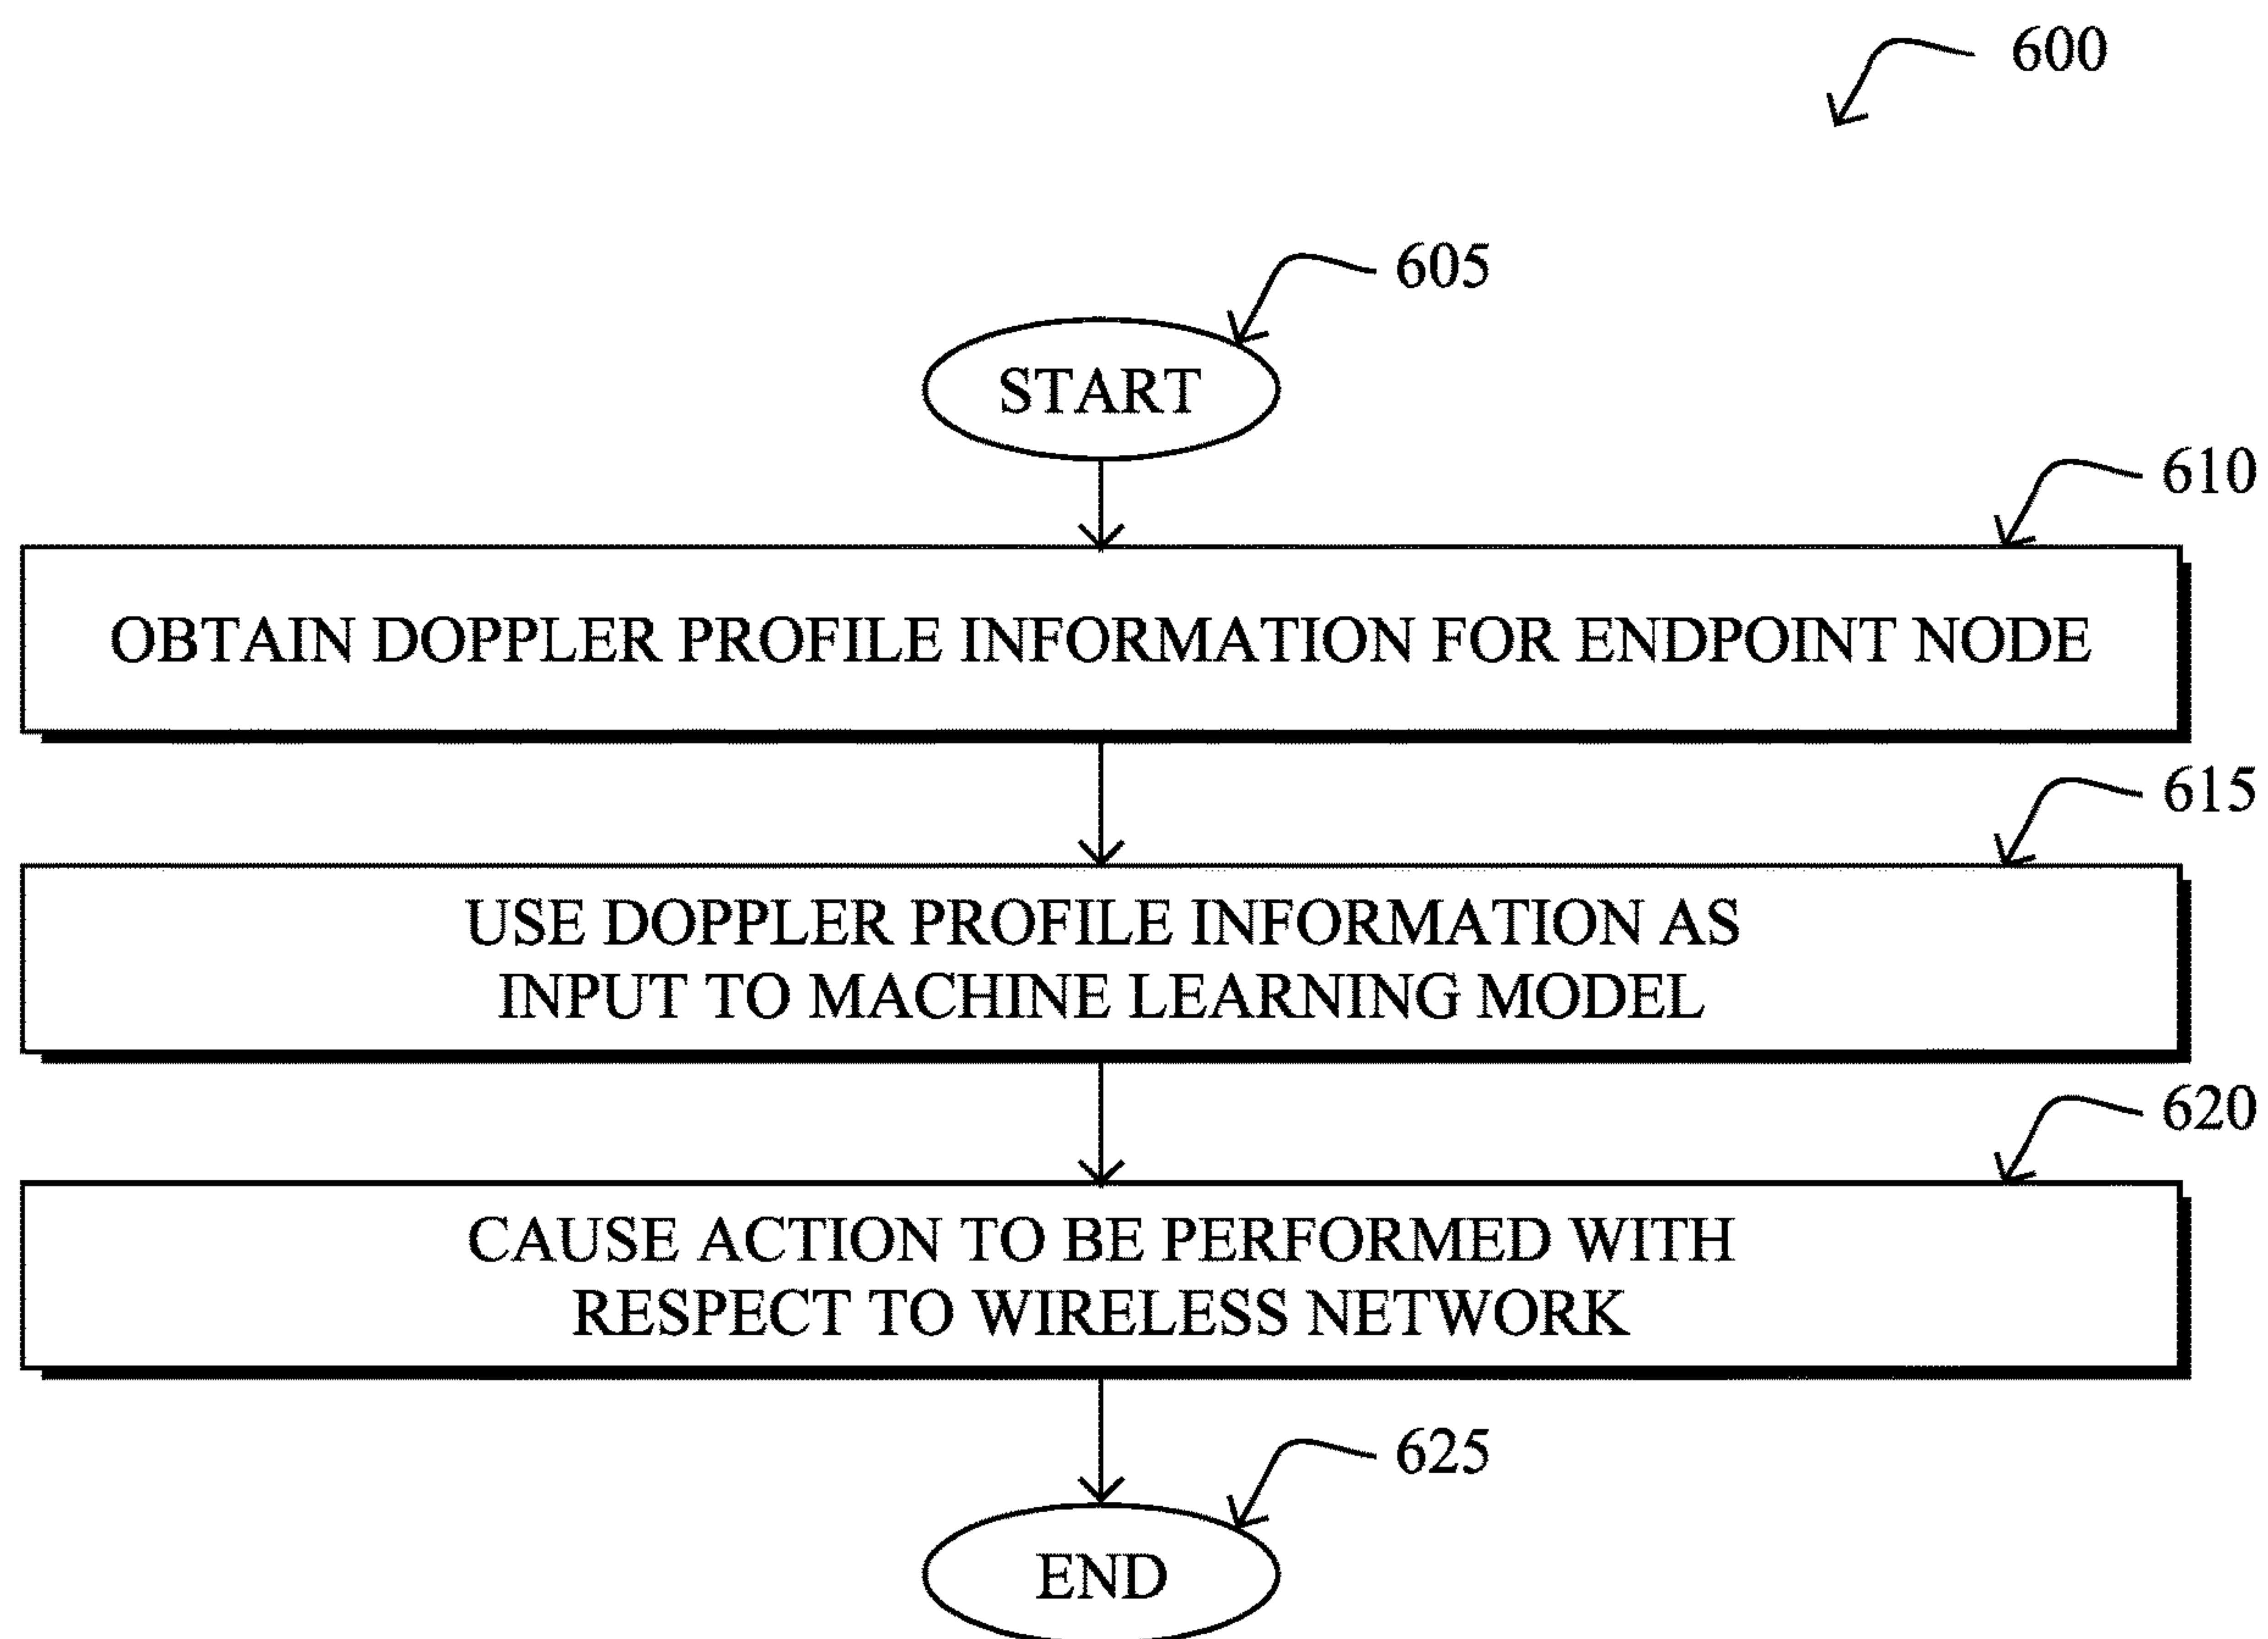 600
605
START
610
OBTAIN DOPPLER PROFILE INFORMATION FOR ENDPOINT NODE
615
USE DOPPLER PROFILE INFORMATION AS
INPUT TO MACHINE LEARNING MODEL
620
CAUSE ACTION TO BE PERFORMED WITH
RESPECT TO WIRELESS NETWORK
625
END